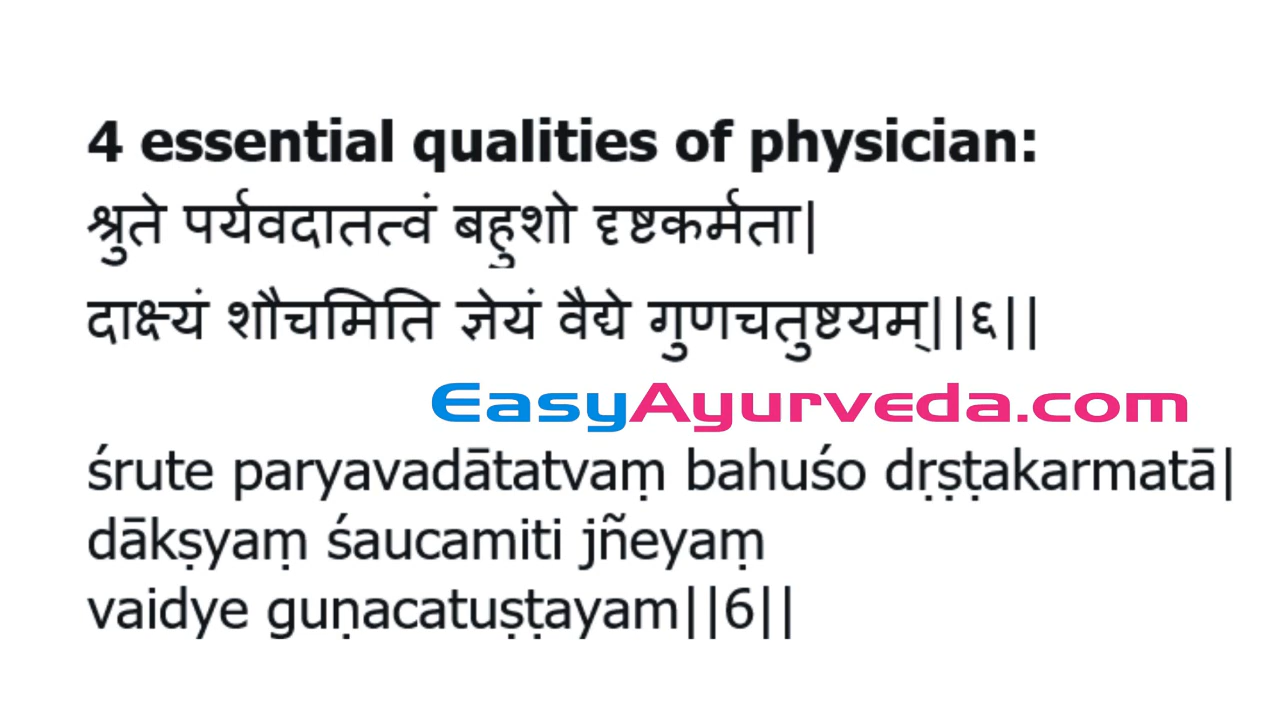 4 essential qualities of physician:
श्रुते पर्यवदातत्वं बहुशो दृष्टकर्मता|
दाक्ष्यं शौचमिति ज्ञेयं वैद्ये गुणचतुष्टयम्||६||
EasyAyurveda.com
śrute paryavadātatvaṃ bahuśo dṛṣṭakarmatā|
dākṣyaṃ śaucamiti jñeyaṃ
vaidye guṇacatuṣṭayam||6||